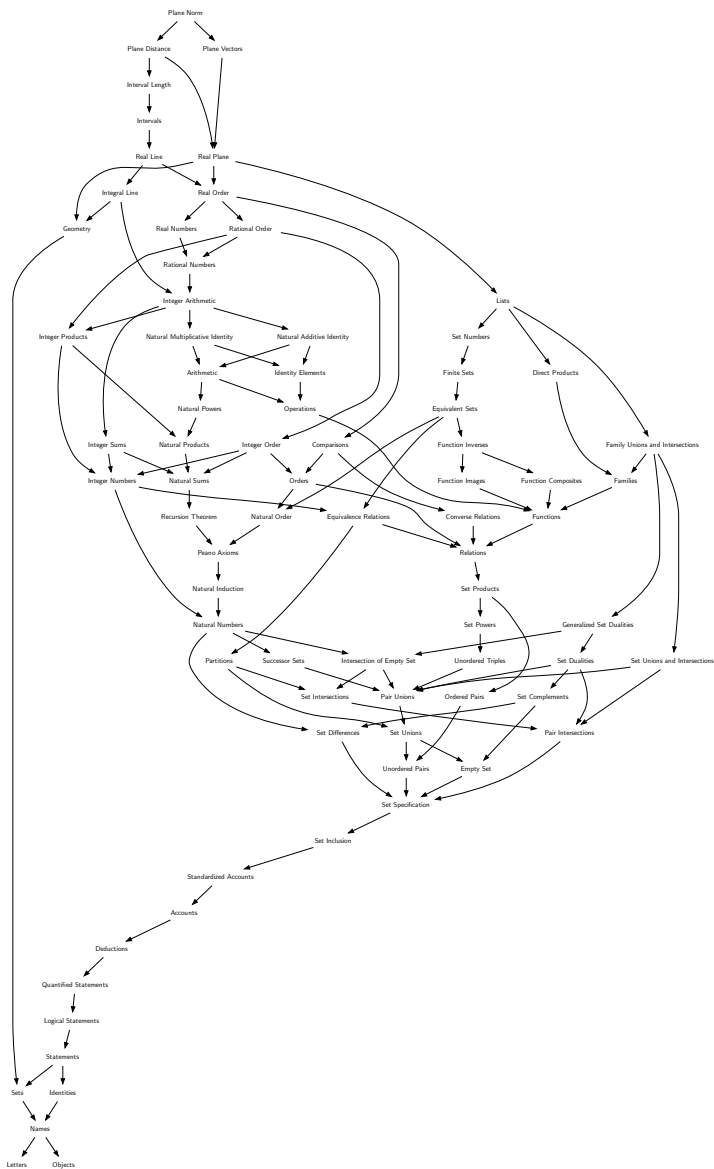 Plane Norm
Plane Distance Plane Vectors
Interval Length
Intervals
Real Line Real Plane
Integral Line Real Order
Geometry Real Numbers Rational Order
Rational Numbers
Integer Arithmetic Lists
Integer Products Natural Multiplicative Identity Natural Additive Identity Set Numbers
Arithmetic Identity Elements Finite Sets Direct Products
Natural Powers Operations Equivalent Sets
Integer Sums Natural Products Integer Order Comparisons Function Inverses Family Unions and Intersections
Integer Numbers Natural Sums Orders Function Images Function Composites Families
Recursion Theorem Natural Order Equivalence Relations Converse Relations Functions
Peano Axioms Relations
Natural Induction Set Products
Natural Numbers Set Powers Generalized Set Dualities
Partitions Successor Sets Intersection of Empty Set Unordered Triples Set Dualities Set Unions and Intersections
Set Intersections Pair Unions Ordered Pairs Set Complements
Set Differences Set Unions Pair Intersections
Unordered Pairs Empty Set
Set Specification
Set Inclusion
Standardized Accounts
Accounts
Deductions
Quantified Statements
Logical Statements
Statements
Sets Identities
Names
Letters Objects